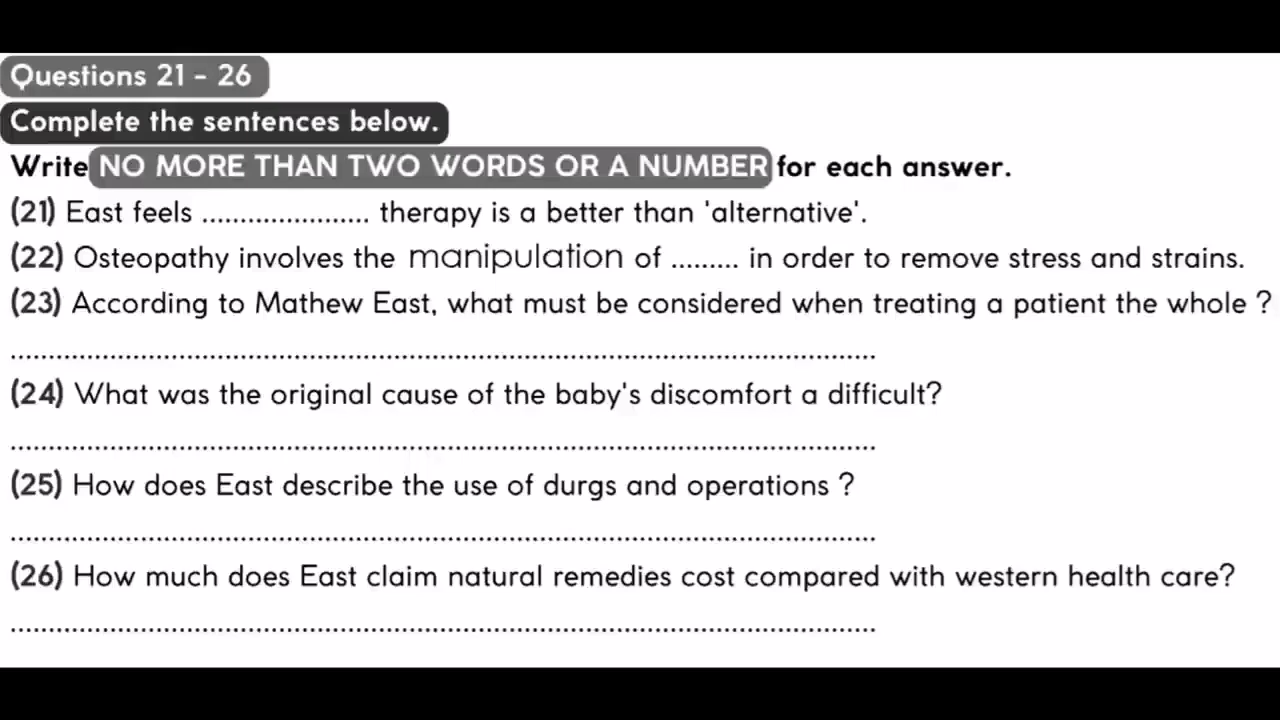 Questions 21 - 26
Complete the sentences below.
Write NO MORE THAN TWO WORDS OR A NUMBER for each answer.
(21) East feels ...................... therapy is a better than 'alternative'.
(22) Osteopathy involves the manipulation of ......... in order to remove stress and strains.
(23) According to Mathew East, what must be considered when treating a patient the whole ?
..................................................................................................................
(24) What was the original cause of the baby's discomfort a difficult?
..................................................................................................................
(25) How does East describe the use of durgs and operations ?
..................................................................................................................
(26) How much does East claim natural remedies cost compared with western health care?
..................................................................................................................